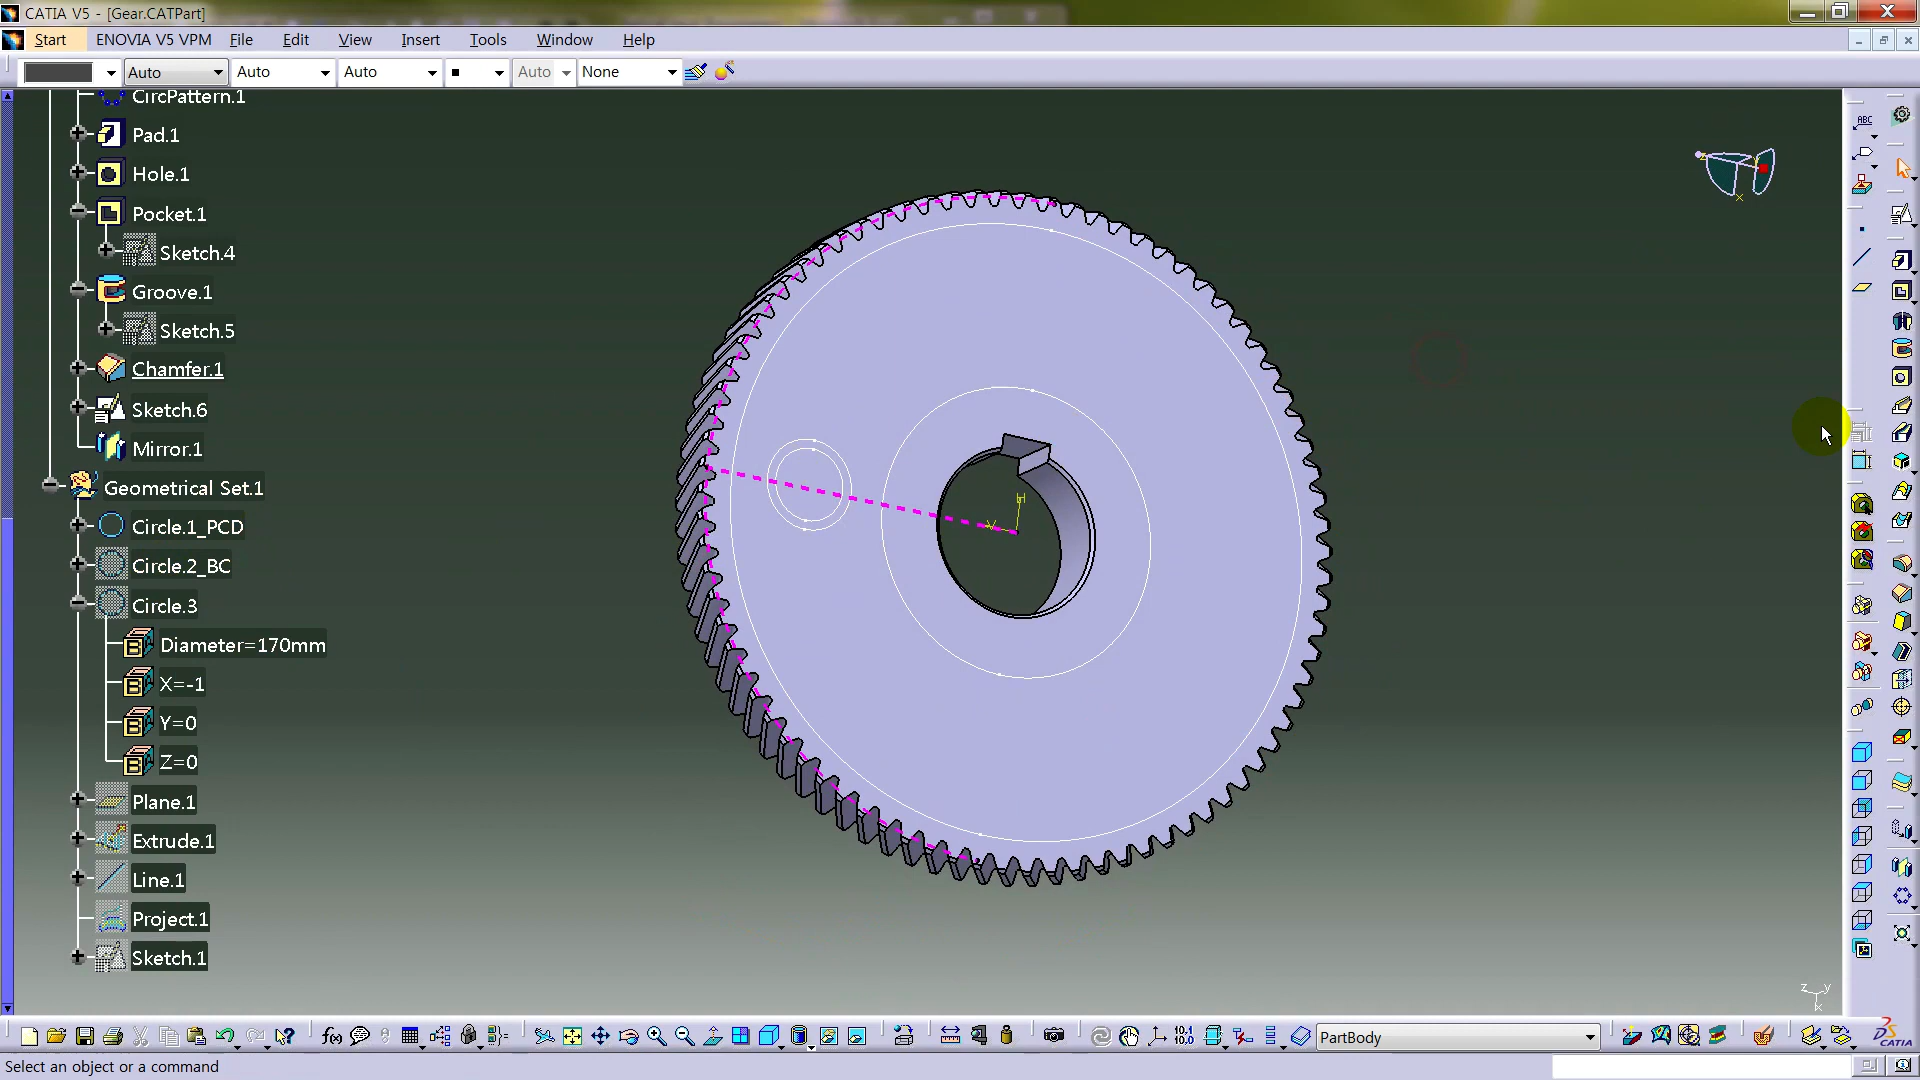 CATIA V5 - [Gear.CATPart]
Start ENOVIA V5 VPM File Edit View Insert Tools Window Help
Auto Auto Auto Auto None
CircPattern.1
Pad.1
Hole.1
Pocket.1
Sketch.4
Groove.1
Sketch.5
Chamfer.1
Sketch.6
Mirror.1
Geometrical Set.1
Circle.1_PCD
Circle.2_BC
Circle.3
Diameter=170mm
X=-1
Y=0
Z=0
Plane.1
Extrude.1
Line.1
Project.1
Sketch.1
H
V
ABC
x
z y
x
PartBody
CATIA
Select an object or a command